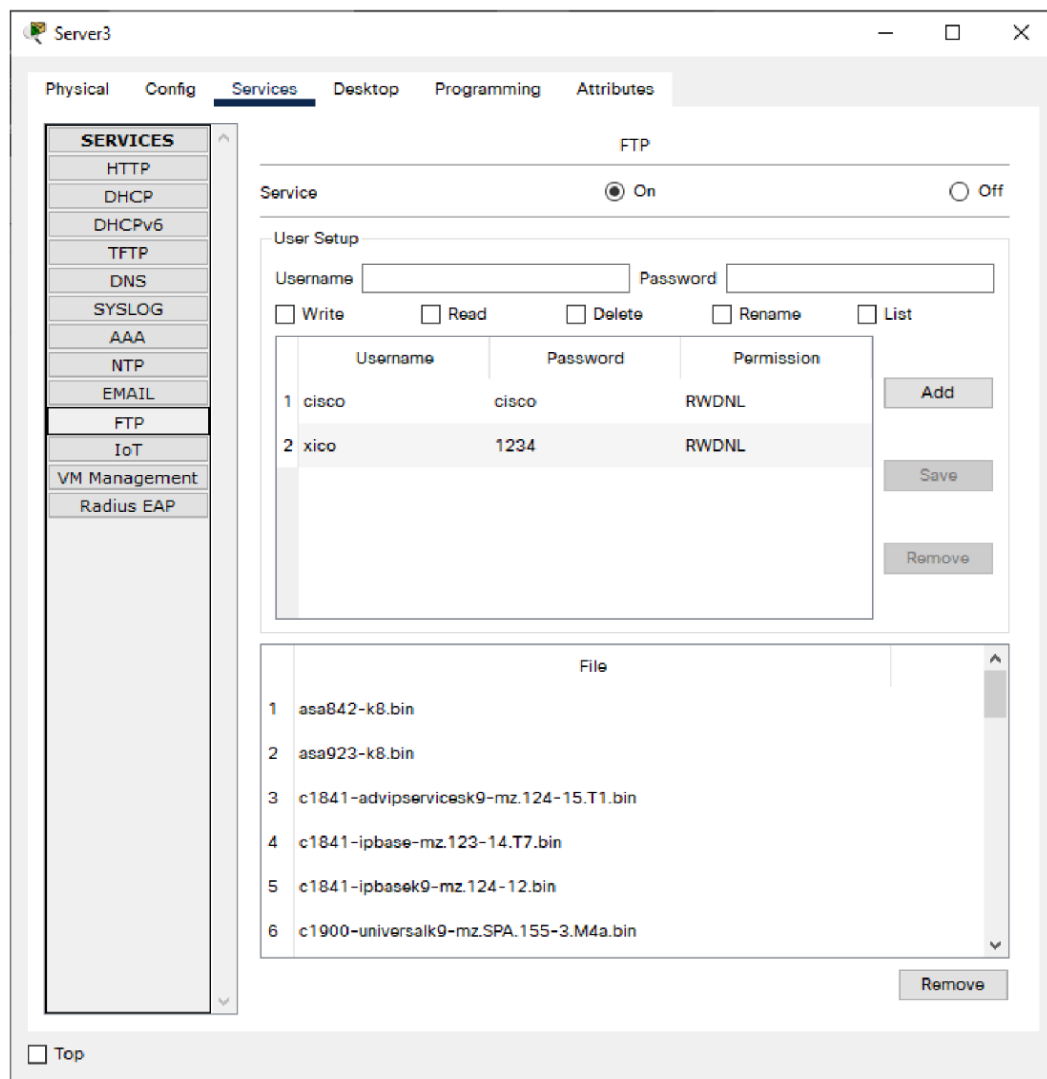 Server3
Physical Config Services Desktop Programming Attributes
SERVICES
HTTP
DHCP
DHCPv6
TFTP
DNS
SYSLOG
AAA
NTP
EMAIL
FTP
IoT
VM Management
Radius EAP
FTP
Service On Off
User Setup
Username Password
Write Read Delete Rename List
Username Password Permission
1 cisco cisco RWDNL
2 xico 1234 RWDNL
Add
Save
Remove
File
1 asa842-k8.bin
2 asa923-k8.bin
3 c1841-advipservicesk9-mz.124-15.T1.bin
4 c1841-ipbase-mz.123-14.T7.bin
5 c1841-ipbasek9-mz.124-12.bin
6 c1900-universalk9-mz.SPA.155-3.M4a.bin
Remove
Top